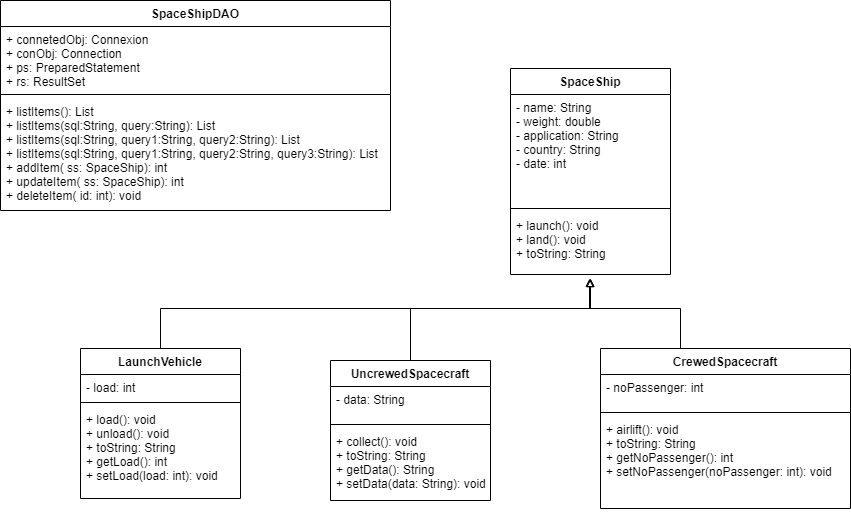 SpaceShipDAO
+ connetedObj: Connexion
+ conObj: Connection
+ ps: PreparedStatement
+ rs: ResultSet
+ listItems(): List
+ listItems(sql:String, query:String): List
+ listItems(sql:String, query1:String, query2:String): List
+ listItems(sql:String, query1:String, query2:String, query3:String): List
+ addItem( ss: SpaceShip): int
+ updateItem( ss: SpaceShip): int
+ deleteItem( id: int): void
SpaceShip
- name: String
- weight: double
- application: String
- country: String
- date: int
+ launch(): void
+ land(): void
+ toString: String
LaunchVehicle
- load: int
+ load(): void
+ unload(): void
+ toString: String
+ getLoad(): int
+ setLoad(load: int): void
UncrewedSpacecraft
- data: String
+ collect(): void
+ toString: String
+ getData(): String
+ setData(data: String): void
CrewedSpacecraft
- noPassenger: int
+ airlift(): void
+ toString: String
+ getNoPassenger(): int
+ setNoPassenger(noPassenger: int): void